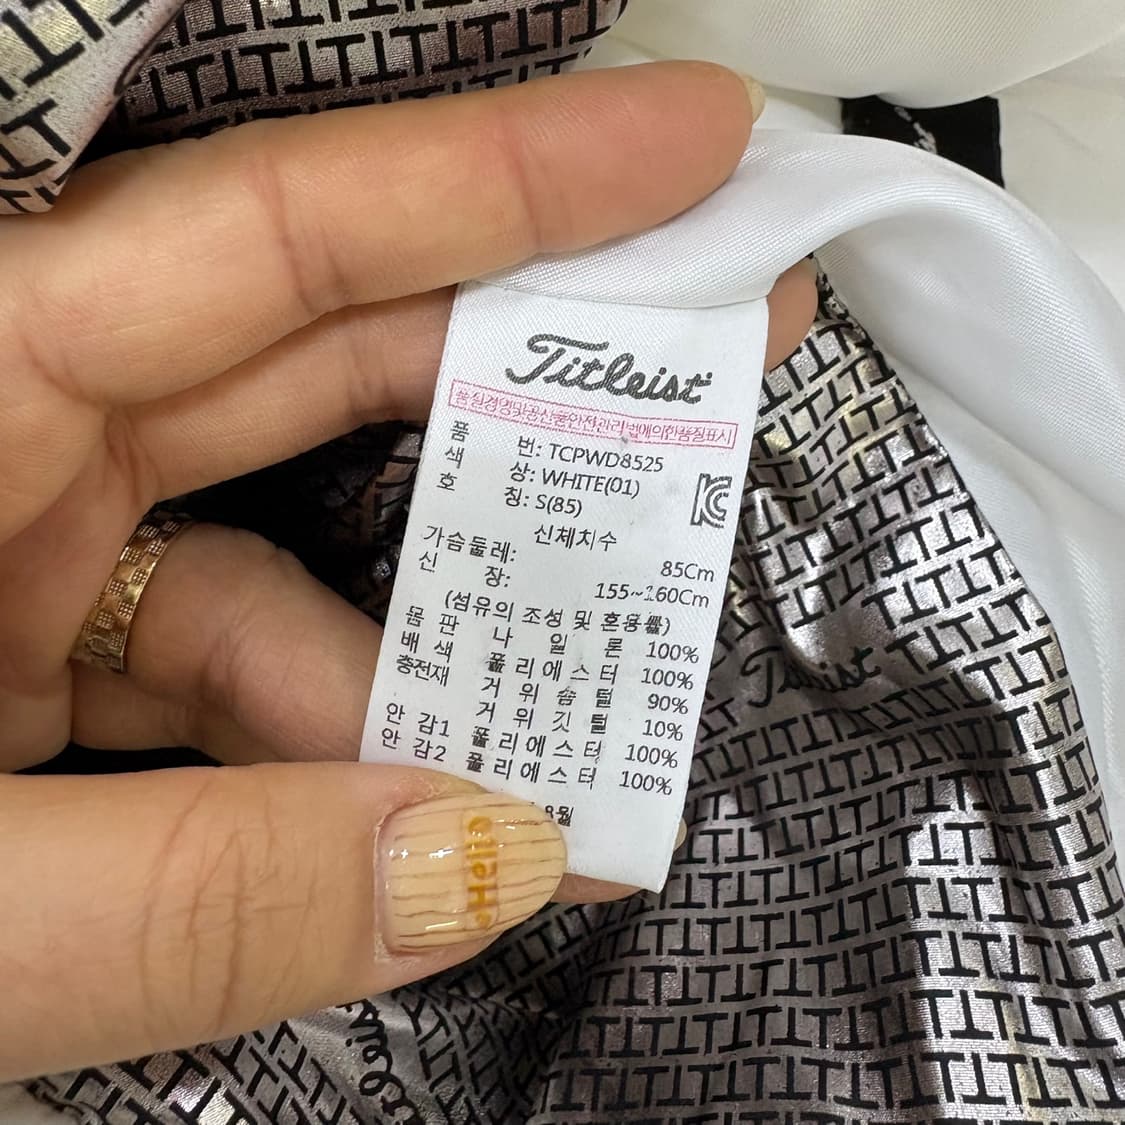 Titleist
품질경영및공산품안전관리법에의한품질표시
품 번: TCPWD8525
색 상: WHITE(01)
호 칭: S(85)
신체치수
가슴둘레: 85Cm
신 장: 155~160Cm
(섬유의 조성 및 혼용률)
몸 판 나 일 론 100%
배 색 폴 리 에 스 터 100%
충전재 거 위 솜 털 90%
거 위 깃 털 10%
안 감1 폴 리 에 스 터 100%
안 감2 폴 리 에 스 터 100%
8월
Hello
Titleist